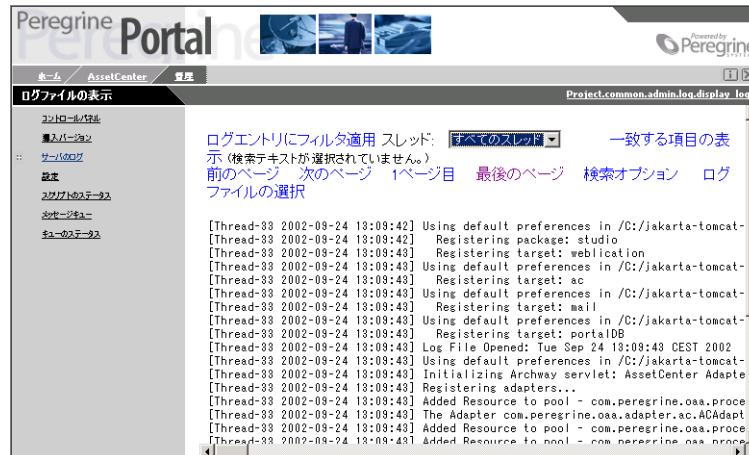 Peregrine Portal
Powered by
Peregrine
ホーム AssetCenter 管理
ログファイルの表示 Project.common.admin.log.display_log
コントロールパネル
導入バージョン
サーバのログ
設定
スクリプトのステータス
メッセージキュー
キューのステータス
ログエントリにフィルタ適用 スレッド: すべてのスレッド 一致する項目の表
示 (検索テキストが選択されていません。)
前のページ 次のページ 1ページ目 最後のページ 検索オプション ログ
ファイルの選択
[Thread-33 2002-09-24 13:09:42] Using default preferences in /C:/jakarta-tomcat-
[Thread-33 2002-09-24 13:09:42] Registering package: studio
[Thread-33 2002-09-24 13:09:43] Registering target: weblication
[Thread-33 2002-09-24 13:09:43] Using default preferences in /C:/jakarta-tomcat-
[Thread-33 2002-09-24 13:09:43] Registering target: ac
[Thread-33 2002-09-24 13:09:43] Using default preferences in /C:/jakarta-tomcat-
[Thread-33 2002-09-24 13:09:43] Registering target: mail
[Thread-33 2002-09-24 13:09:43] Using default preferences in /C:/jakarta-tomcat-
[Thread-33 2002-09-24 13:09:43] Registering target: portalDB
[Thread-33 2002-09-24 13:09:43] Log File Opened: Tue Sep 24 13:09:43 CEST 2002
[Thread-33 2002-09-24 13:09:43] Using default preferences in /C:/jakarta-tomcat-
[Thread-33 2002-09-24 13:09:43] Initializing Archway servlet: AssetCenter Adapte
[Thread-33 2002-09-24 13:09:43] Registering adapters...
[Thread-33 2002-09-24 13:09:43] Added Resource to pool - com.peregrine.oaa.proce
[Thread-33 2002-09-24 13:09:43] The Adapter com.peregrine.oaa.adapter.ac.ACAdapt
[Thread-33 2002-09-24 13:09:43] Added Resource to pool - com.peregrine.oaa.proce
[Thread-33 2002-09-24 13:09:43] Added Resource to pool - com.peregrine.oaa.proce